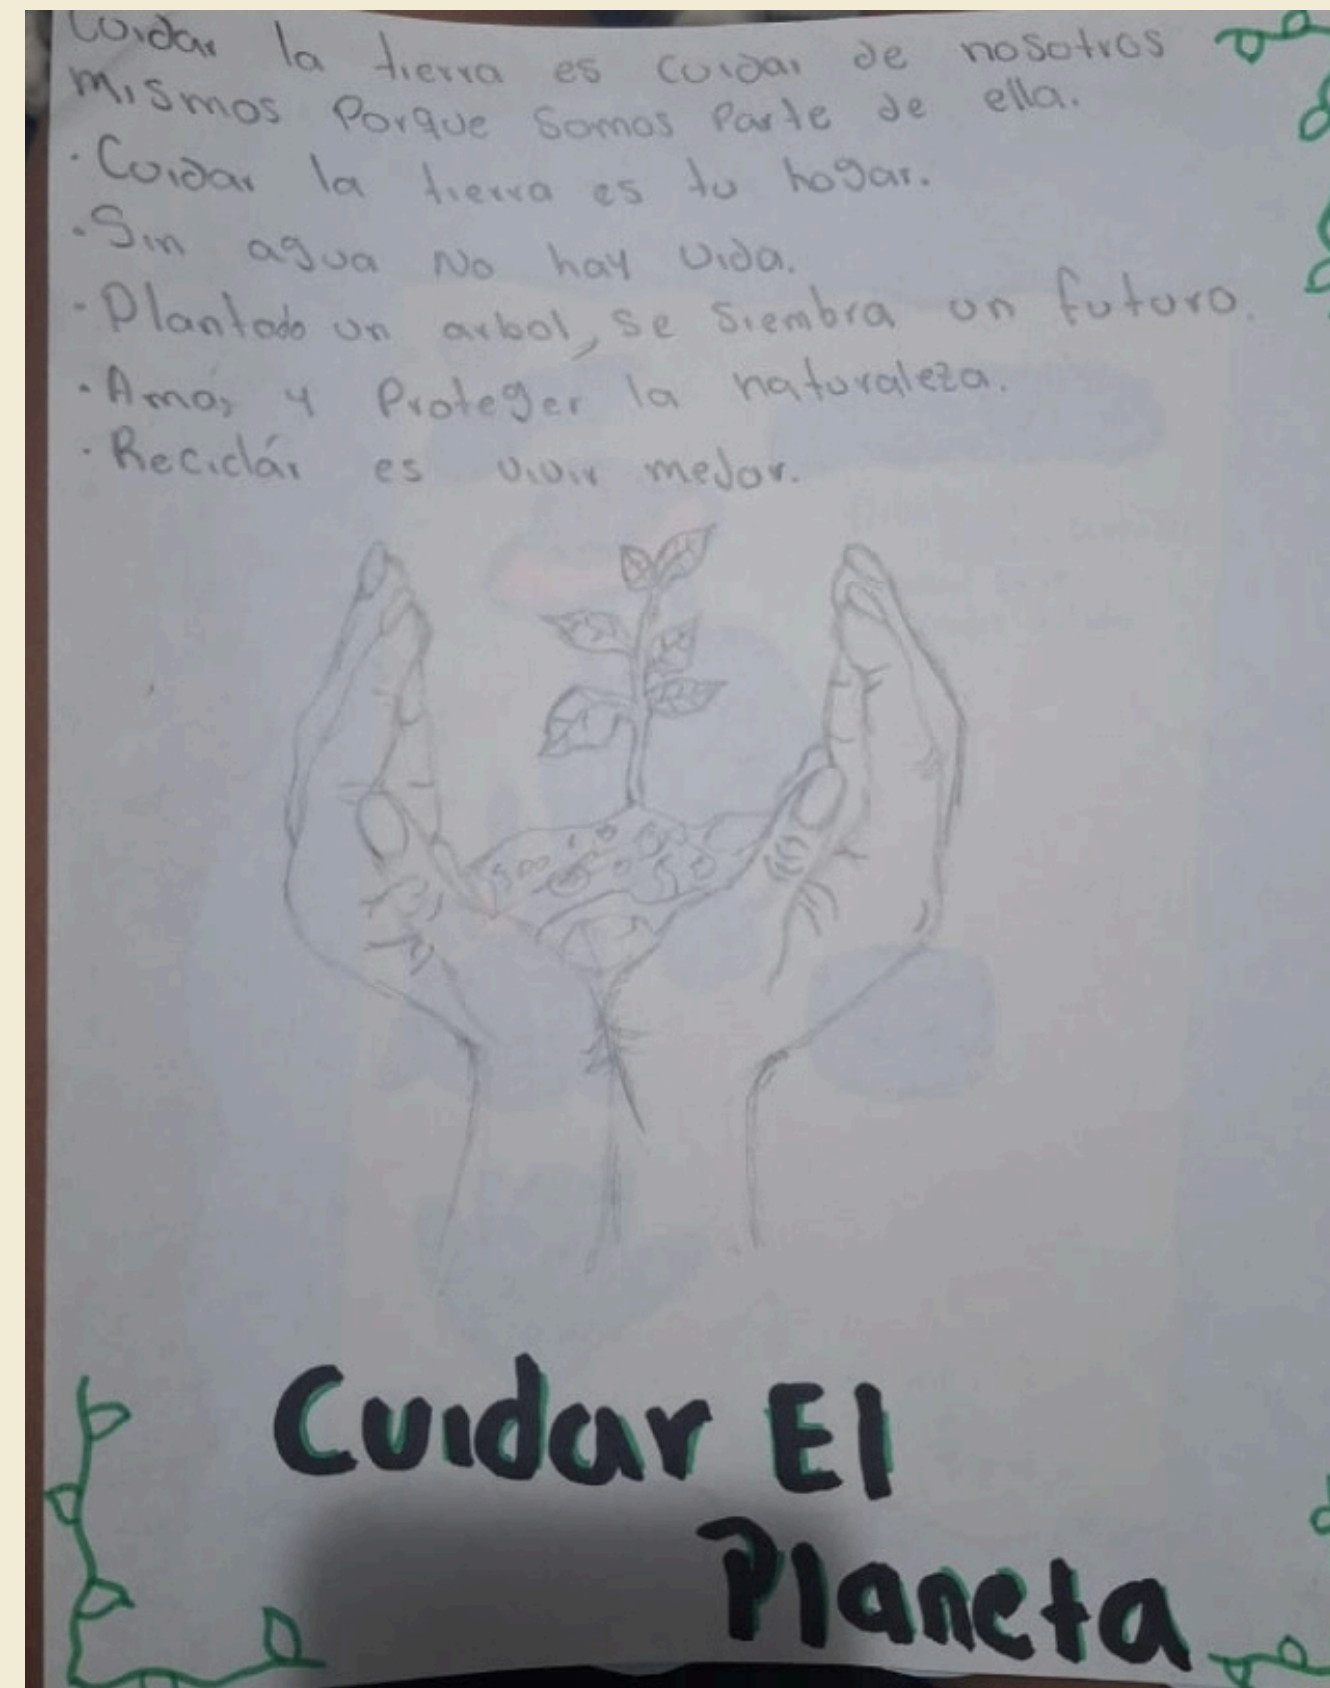 Cuidar la tierra es cuidar de nosotros
mismos Porque Somos Parte de ella.
· Cuidar la tierra es tu hogar.
· Sin agua No hay vida.
- Plantado un arbol, se siembra un futuro.
· Amar y Proteger la naturaleza.
· Reciclár es vivir mejor.
Cuidar El
Planeta